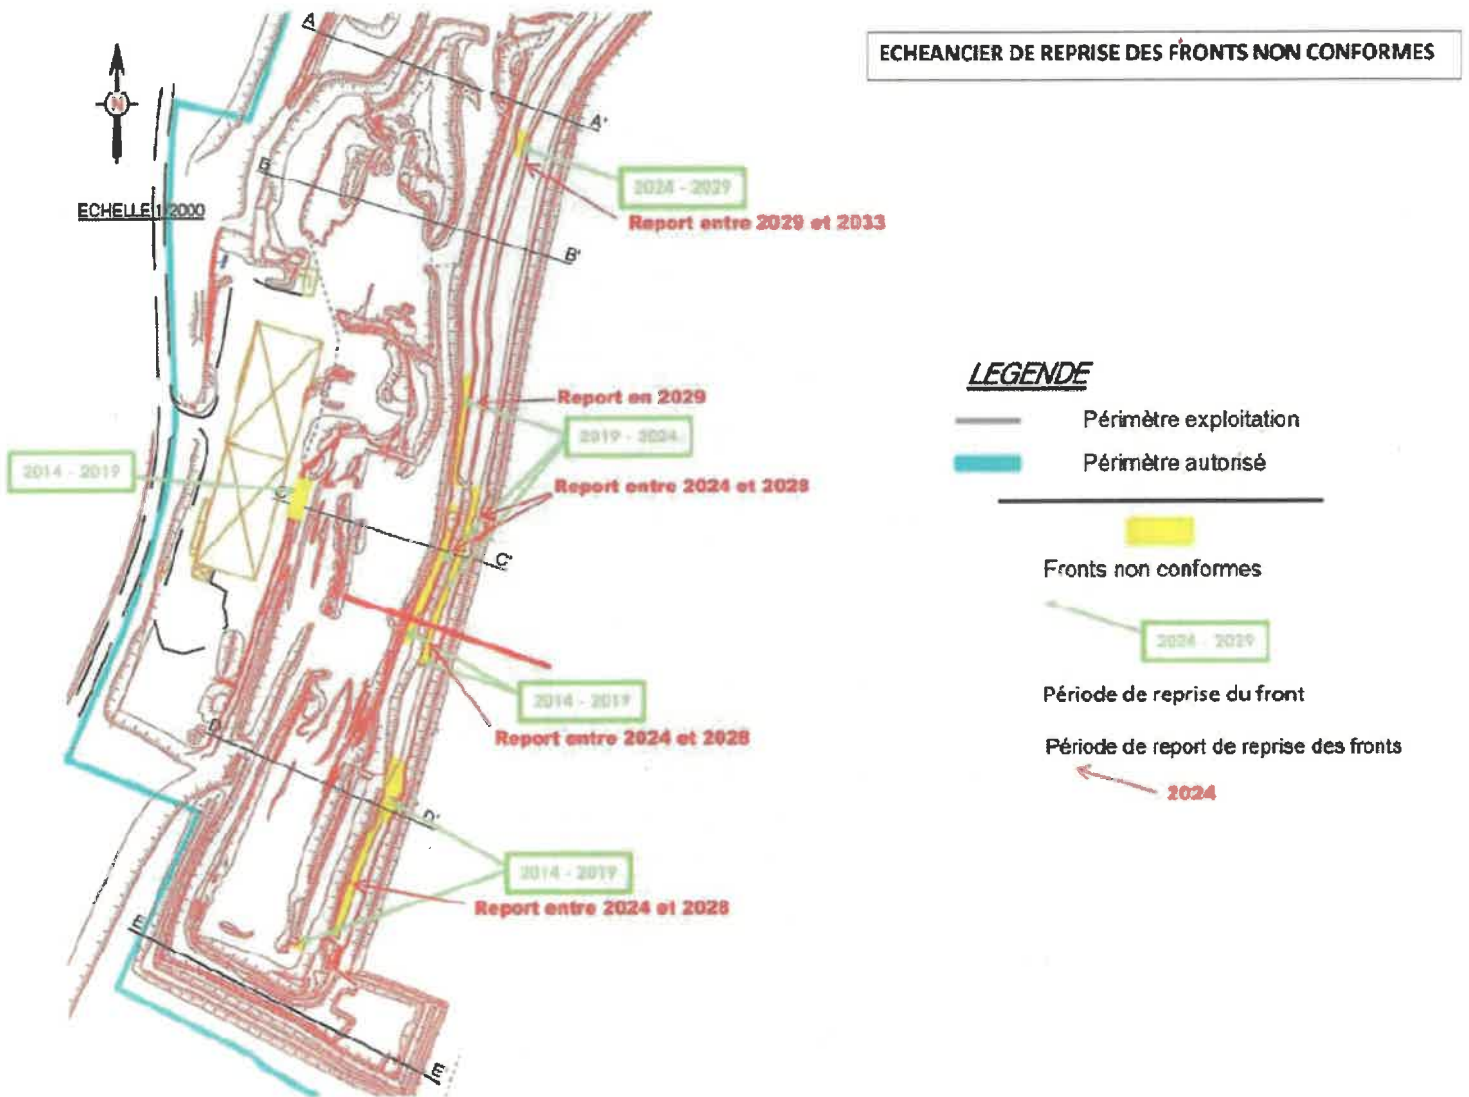 ECHEANCIER DE REPRISE DES FRONTS NON CONFORMES
A
A'
N
B
2024 - 2029
ECHELLE 1/2000
Report entre 2029 et 2033
B'
LEGENDE
Report en 2029
Périmètre exploitation
2019 - 2024
Périmètre autorisé
2014 - 2019
Report entre 2024 et 2028
C
C'
Fronts non conformes
2024 - 2029
2014 - 2019
Période de reprise du front
D
Report entre 2024 et 2028
Période de report de reprise des fronts
2024
D'
2014 - 2019
Report entre 2024 et 2028
E
E'